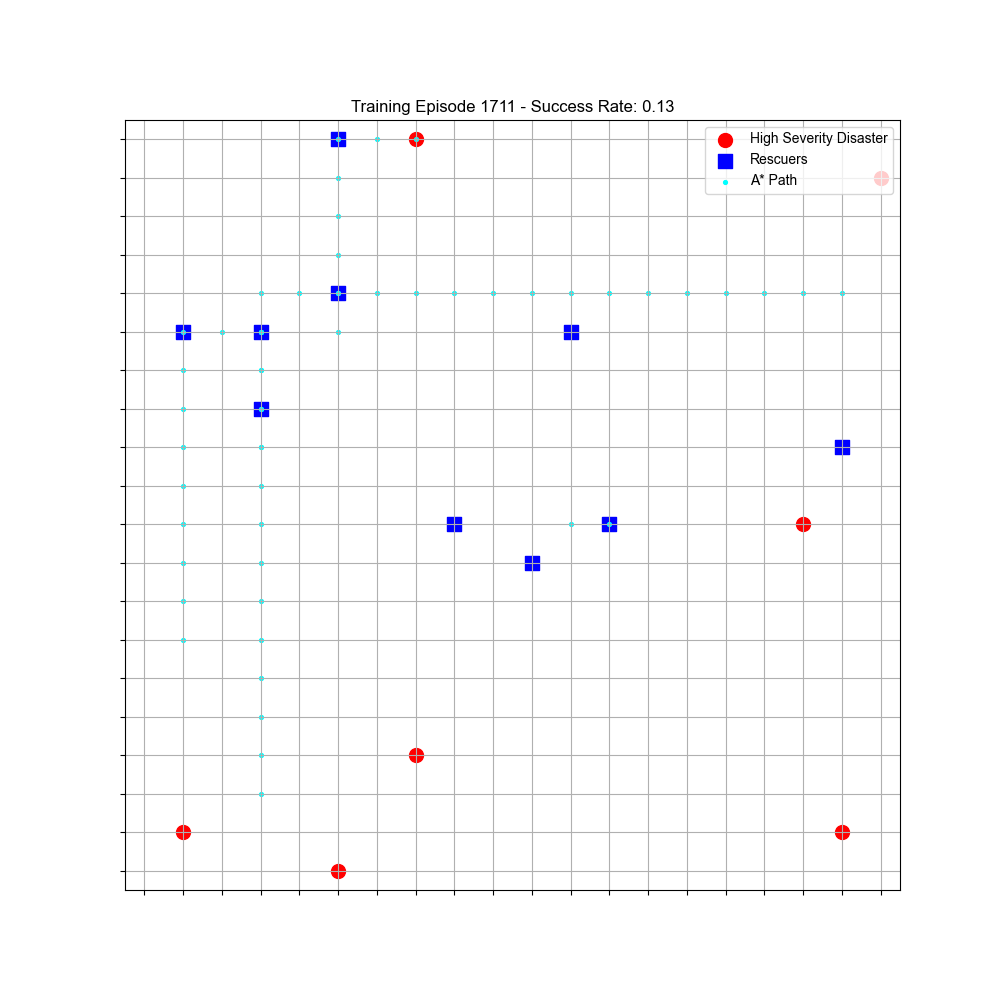 Training Episode 1711 - Success Rate: 0.13
High Severity Disaster
Rescuers
A* Path